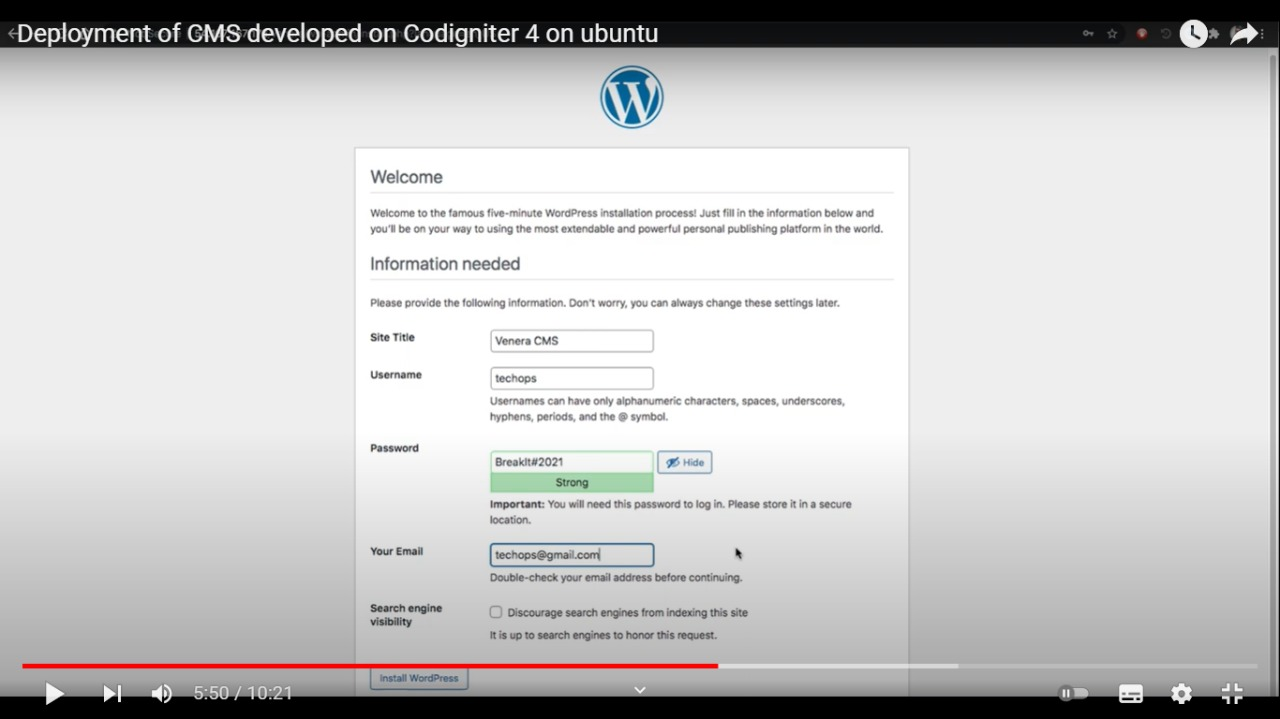 Deployment of CMS developed on Codigniter 4 on ubuntu
Welcome
Welcome to the famous five-minute WordPress installation process! Just fill in the information below and
you'll be on your way to using the most extendable and powerful personal publishing platform in the world.
Information needed
Please provide the following information. Don't worry, you can always change these settings later.
Site Title
Venera CMS
Username
techops
Usernames can have only alphanumeric characters, spaces, underscores,
hyphens, periods, and the @ symbol.
Password
BreakIt#2021
Hide
Strong
Important: You will need this password to log in. Please store it in a secure
location.
Your Email
techops@gmail.com
Double-check your email address before continuing.
Search engine
visibility
Discourage search engines from indexing this site
It is up to search engines to honor this request.
Install WordPress
5:50 / 10:21